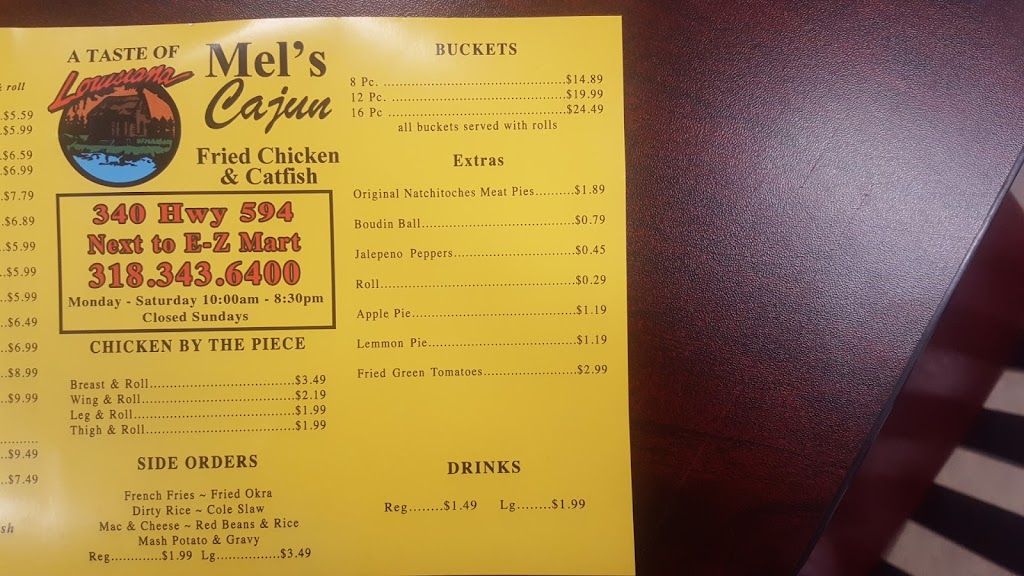 & roll
$5.59
$5.99
$6.59
$6.99
$7.79
$6.89
$5.99
$5.99
$5.99
$6.49
$6.99
$8.99
$9.99
$9.49
$7.49
A TASTE OF
Louisiana
Mel's
Cajun
Fried Chicken
& Catfish
340 Hwy 594
Next to E-Z Mart
318.343.6400
Monday - Saturday 10:00am - 8:30pm
Closed Sundays
CHICKEN BY THE PIECE
Breast & Roll..............................$3.49
Wing & Roll................................$2.19
Leg & Roll..................................$1.99
Thigh & Roll...............................$1.99
SIDE ORDERS
French Fries ~ Fried Okra
Dirty Rice ~ Cole Slaw
Mac & Cheese ~ Red Beans & Rice
Mash Potato & Gravy
Reg.............$1.99 Lg................$3.49
BUCKETS
8 Pc. ..........................................$14.89
12 Pc. ........................................$19.99
16 Pc .........................................$24.49
all buckets served with rolls
Extras
Original Natchitoches Meat Pies.........$1.89
Boudin Ball...................................$0.79
Jalepeno Peppers............................$0.45
Roll.............................................$0.29
Apple Pie......................................$1.19
Lemmon Pie..................................$1.19
Fried Green Tomatoes.......................$2.99
DRINKS
Reg........$1.49 Lg........$1.99